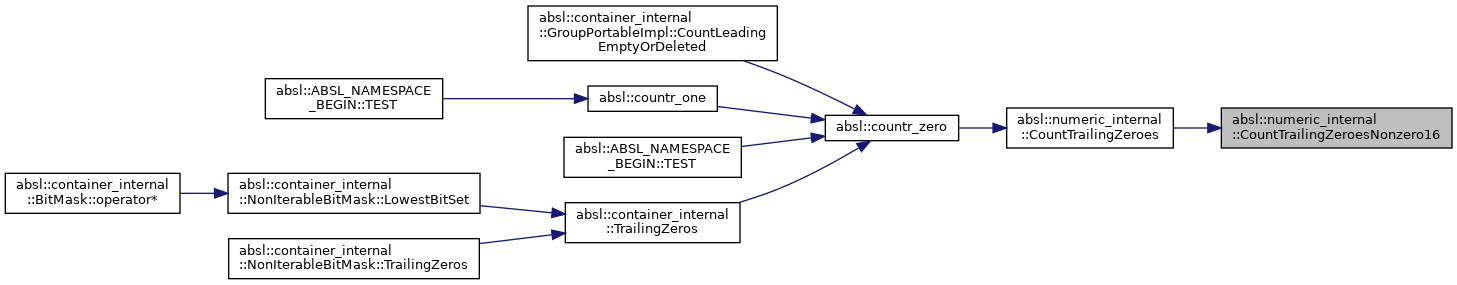 absl::container_internal
::GroupPortableImpl::CountLeading
EmptyOrDeleted
absl::ABSL_NAMESPACE
_BEGIN::TEST
absl::countr_one
absl::countr_zero
absl::numeric_internal
::CountTrailingZeroes
absl::numeric_internal
::CountTrailingZeroesNonzero16
absl::ABSL_NAMESPACE
_BEGIN::TEST
absl::container_internal
::BitMask::operator*
absl::container_internal
::NonIterableBitMask::LowestBitSet
absl::container_internal
::TrailingZeros
absl::container_internal
::NonIterableBitMask::TrailingZeros